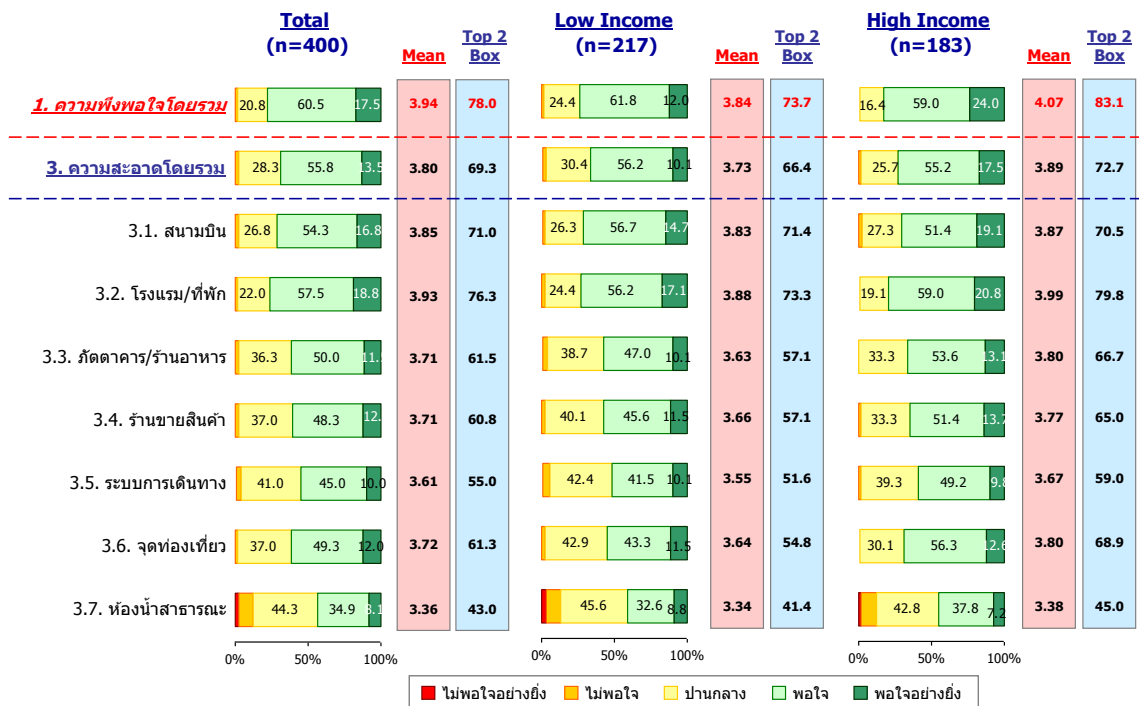 Total Low Income High Income
(n=400) (n=217) (n=183)
Mean Top 2 Box Mean Top 2 Box Mean Top 2 Box
1. ความพึงพอใจโดยรวม 20.8 60.5 17.5 3.94 78.0 24.4 61.8 12.0 3.84 73.7 16.4 59.0 24.0 4.07 83.1
3. ความสะอาดโดยรวม 28.3 55.8 13.5 3.80 69.3 30.4 56.2 10.1 3.73 66.4 25.7 55.2 17.5 3.89 72.7
3.1. สนามบิน 26.8 54.3 16.8 3.85 71.0 26.3 56.7 14.7 3.83 71.4 27.3 51.4 19.1 3.87 70.5
3.2. โรงแรม/ที่พัก 22.0 57.5 18.8 3.93 76.3 24.4 56.2 17.1 3.88 73.3 19.1 59.0 20.8 3.99 79.8
3.3. ภัตตาคาร/ร้านอาหาร 36.3 50.0 3.71 61.5 38.7 47.0 10.1 3.63 57.1 33.3 53.6 13.1 3.80 66.7
3.4. ร้านขายสินค้า 37.0 48.3 3.71 60.8 40.1 45.6 11.5 3.66 57.1 33.3 51.4 13.7 3.77 65.0
3.5. ระบบการเดินทาง 41.0 45.0 10.0 3.61 55.0 42.4 41.5 10.1 3.55 51.6 39.3 49.2 9.8 3.67 59.0
3.6. จุดท่องเที่ยว 37.0 49.3 12.0 3.72 61.3 42.9 43.3 11.5 3.64 54.8 30.1 56.3 12.6 3.80 68.9
3.7. ห้องน้ำสาธารณะ 44.3 34.9 8.1 3.36 43.0 45.6 32.6 8.8 3.34 41.4 42.8 37.8 7.2 3.38 45.0
0% 100% 0% 100% 0% 100%
ไม่พอใจอย่างยิ่ง ไม่พอใจ ปานกลาง พอใจ พอใจอย่างยิ่ง